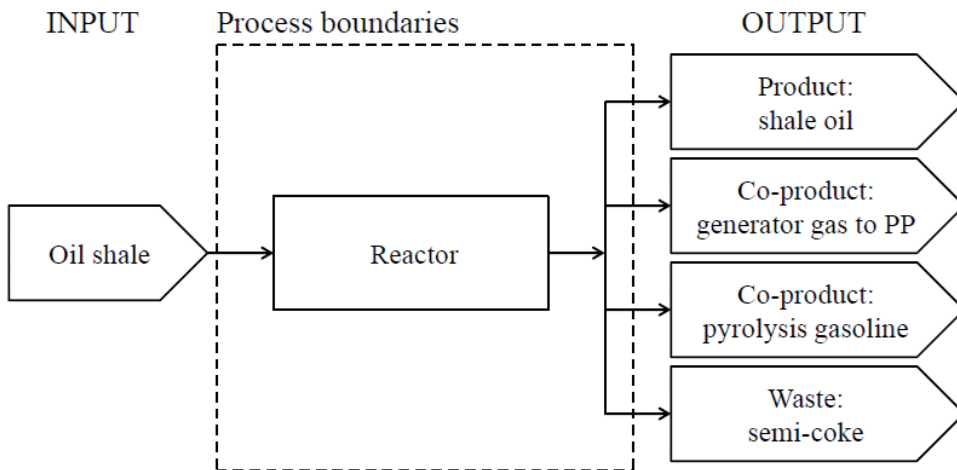 INPUT
Process boundaries
OUTPUT
Oil shale
Reactor
Product:
shale oil
Co-product:
generator gas to PP
Co-product:
pyrolysis gasoline
Waste:
semi-coke